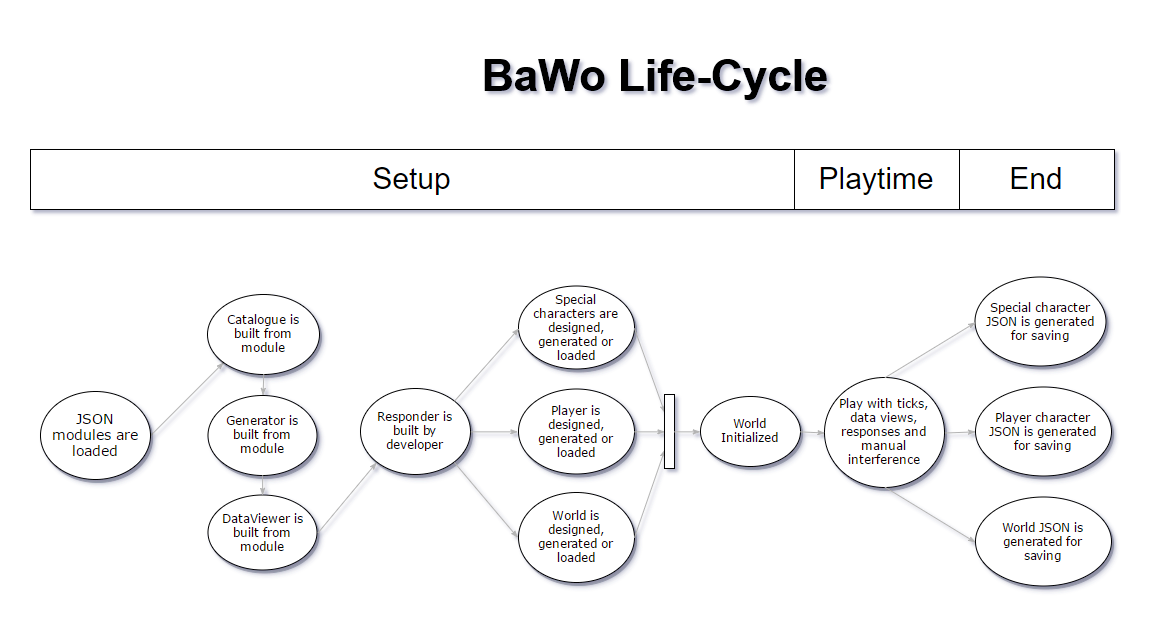 BaWo Life-Cycle
Setup
Playtime
End
JSON
modules are
loaded
Catalogue is
built from
module
Generator is
built from
module
DataViewer is
built from
module
Responder is
built by
developer
Special
characters are
designed,
generated or
loaded
Player is
designed,
generated or
loaded
World is
designed,
generated or
loaded
World
Initialized
Play with ticks,
data views,
responses and
manual
interference
Special character
JSON is generated
for saving
Player character
JSON is generated
for saving
World JSON is
generated for
saving